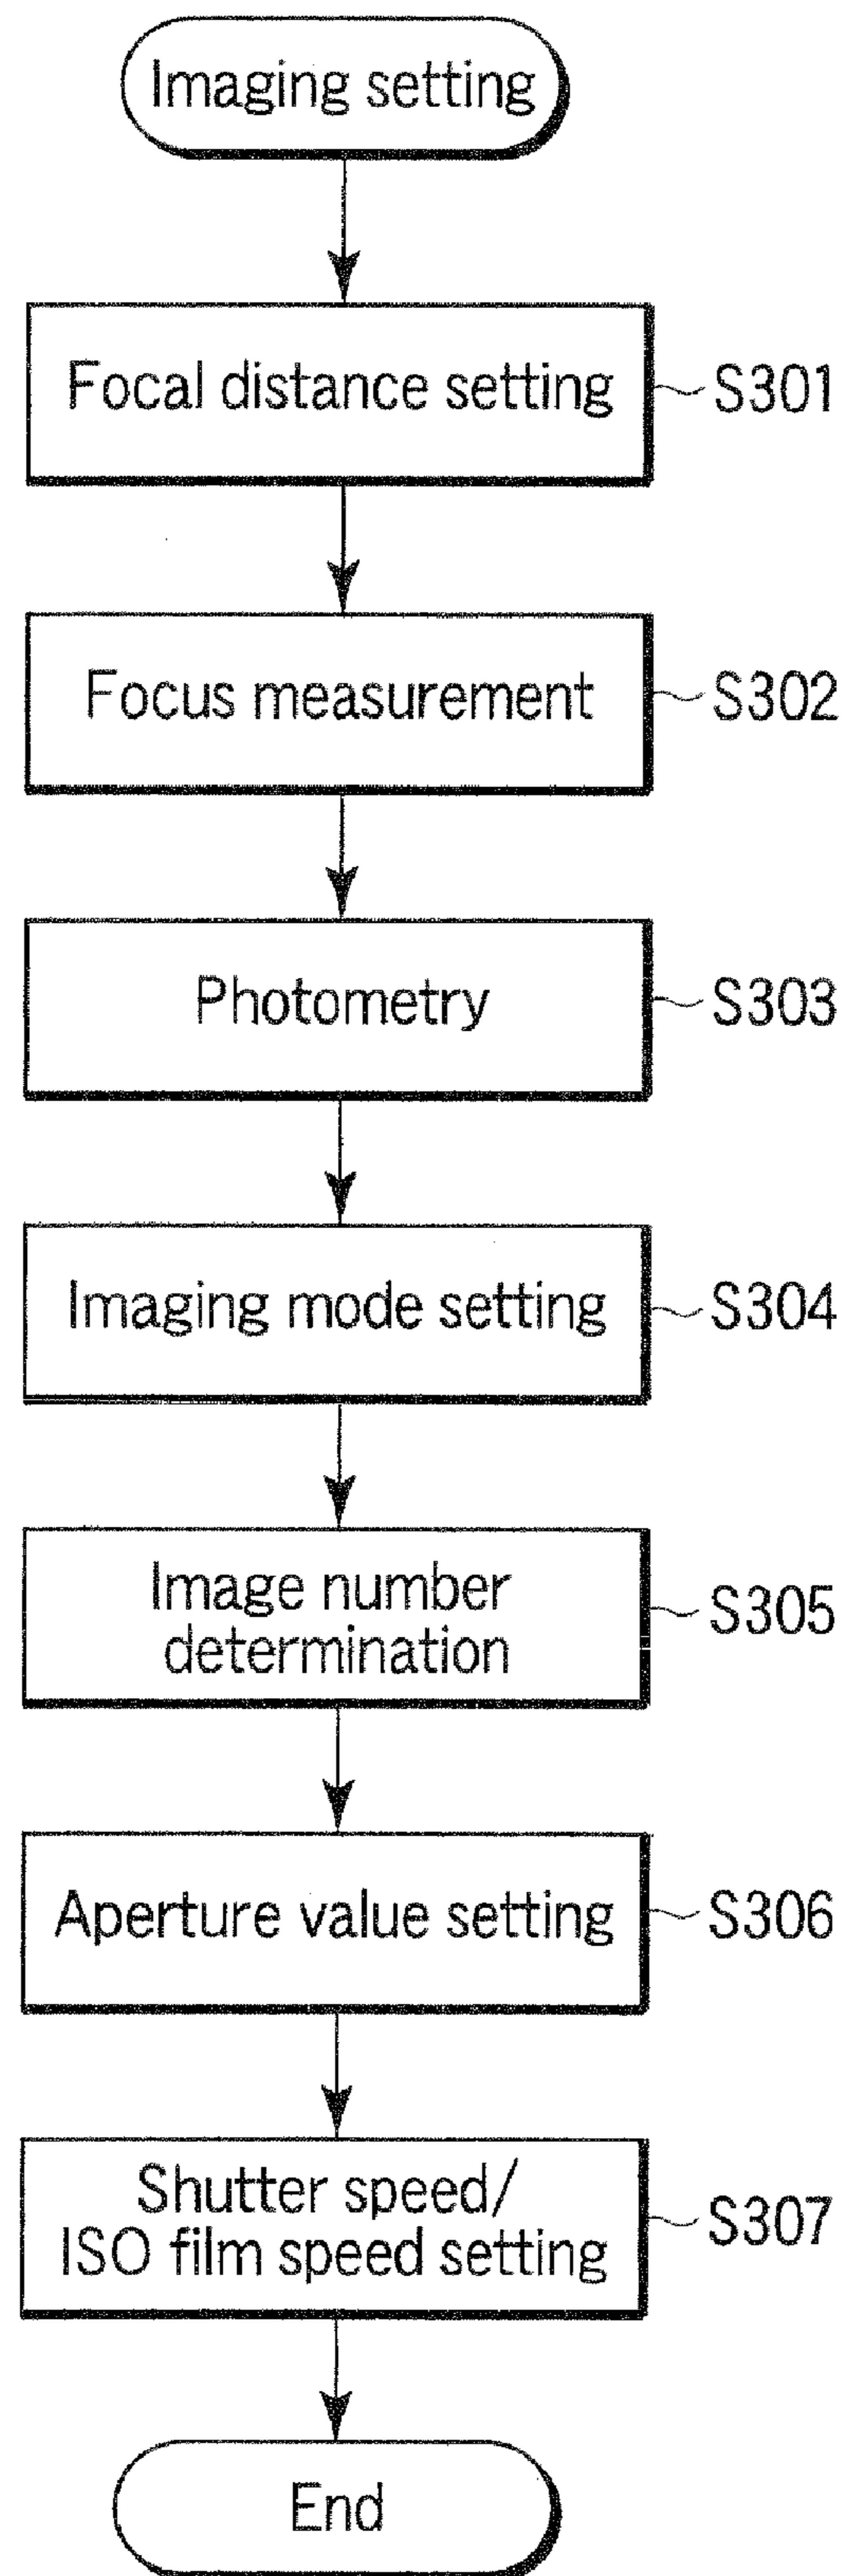 Imaging setting
Focal distance setting
S301
Focus measurement
S302
Photometry
S303
Imaging mode setting
S304
Image number
determination
S305
Aperture value setting
S306
Shutter speed/
ISO film speed setting
S307
End